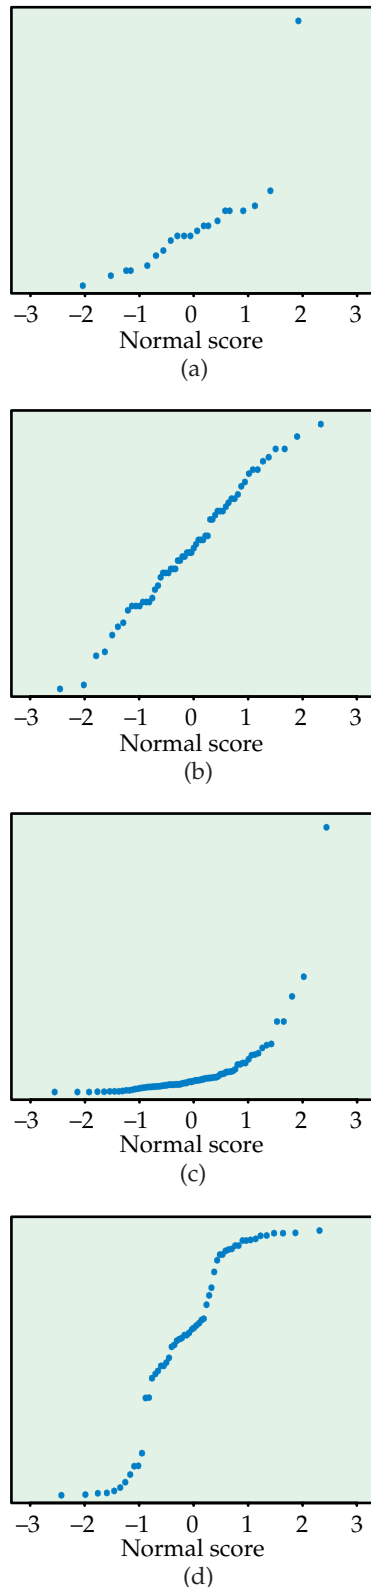 –3 –2 –1 0 1 2 3
Normal score
(a)
–3 –2 –1 0 1 2 3
Normal score
(b)
–3 –2 –1 0 1 2 3
Normal score
(c)
–3 –2 –1 0 1 2 3
Normal score
(d)